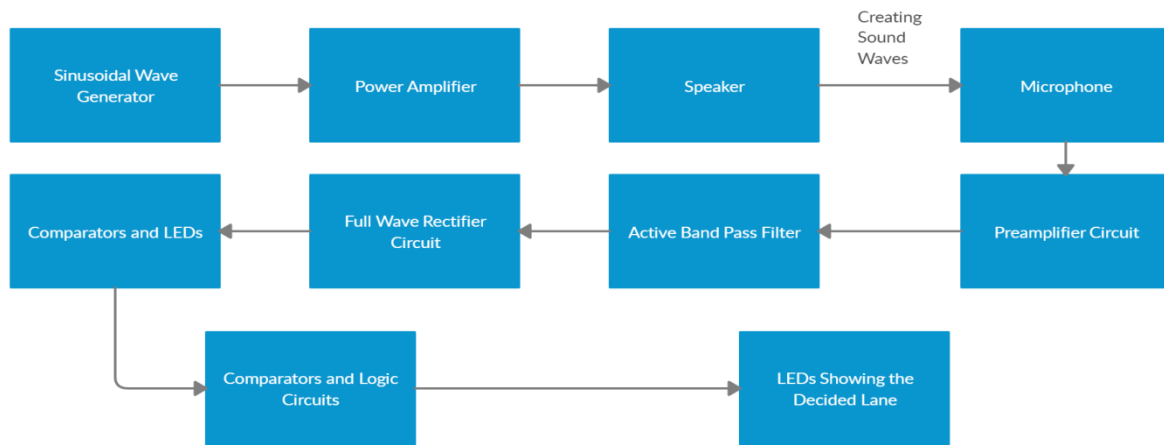 Creating
Sound
Waves
Sinusoidal Wave
Generator
Power Amplifier
Speaker
Microphone
Comparators and LEDs
Full Wave Rectifier
Circuit
Active Band Pass Filter
Preamplifier Circuit
Comparators and Logic
Circuits
LEDs Showing the
Decided Lane